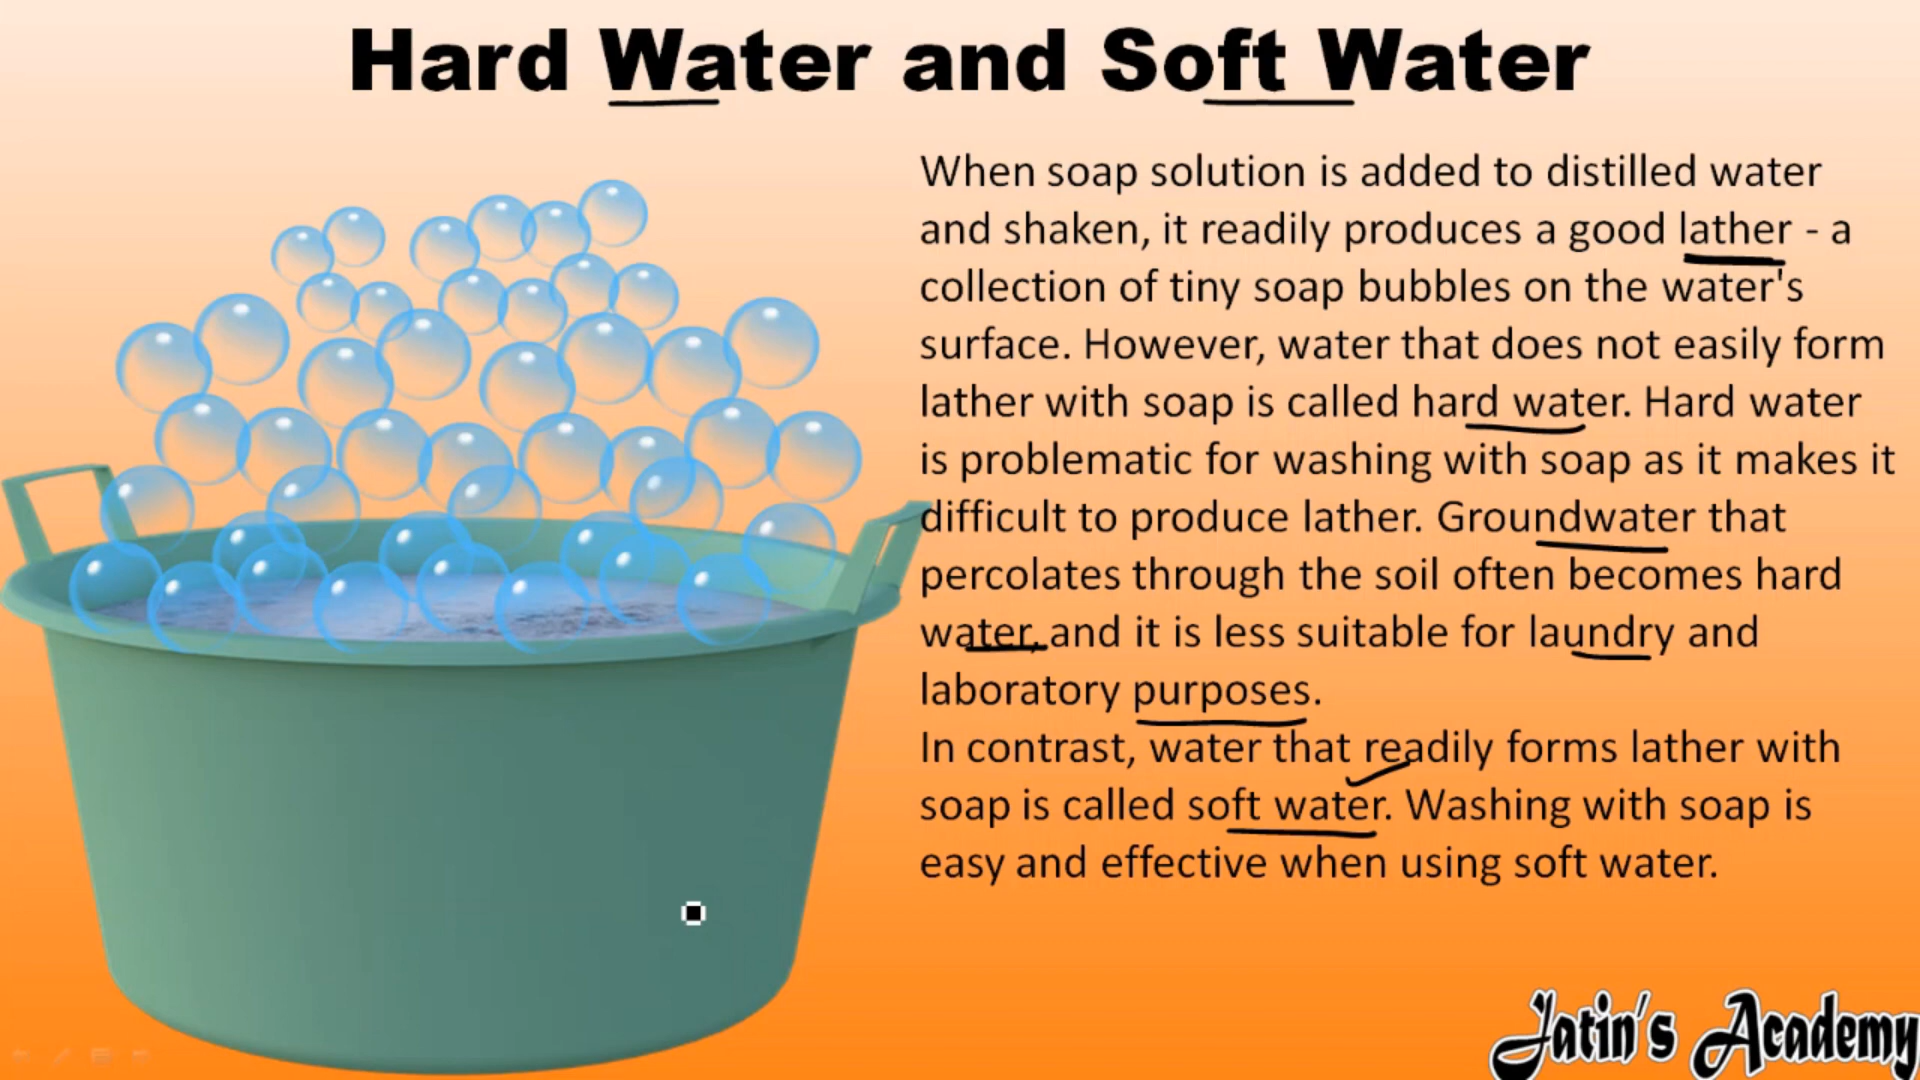 Hard Water and Soft Water
When soap solution is added to distilled water
and shaken, it readily produces a good lather - a
collection of tiny soap bubbles on the water's
surface. However, water that does not easily form
lather with soap is called hard water. Hard water
is problematic for washing with soap as it makes it
difficult to produce lather. Groundwater that
percolates through the soil often becomes hard
water, and it is less suitable for laundry and
laboratory purposes.
In contrast, water that readily forms lather with
soap is called soft water. Washing with soap is
easy and effective when using soft water.
Jatin's Academy